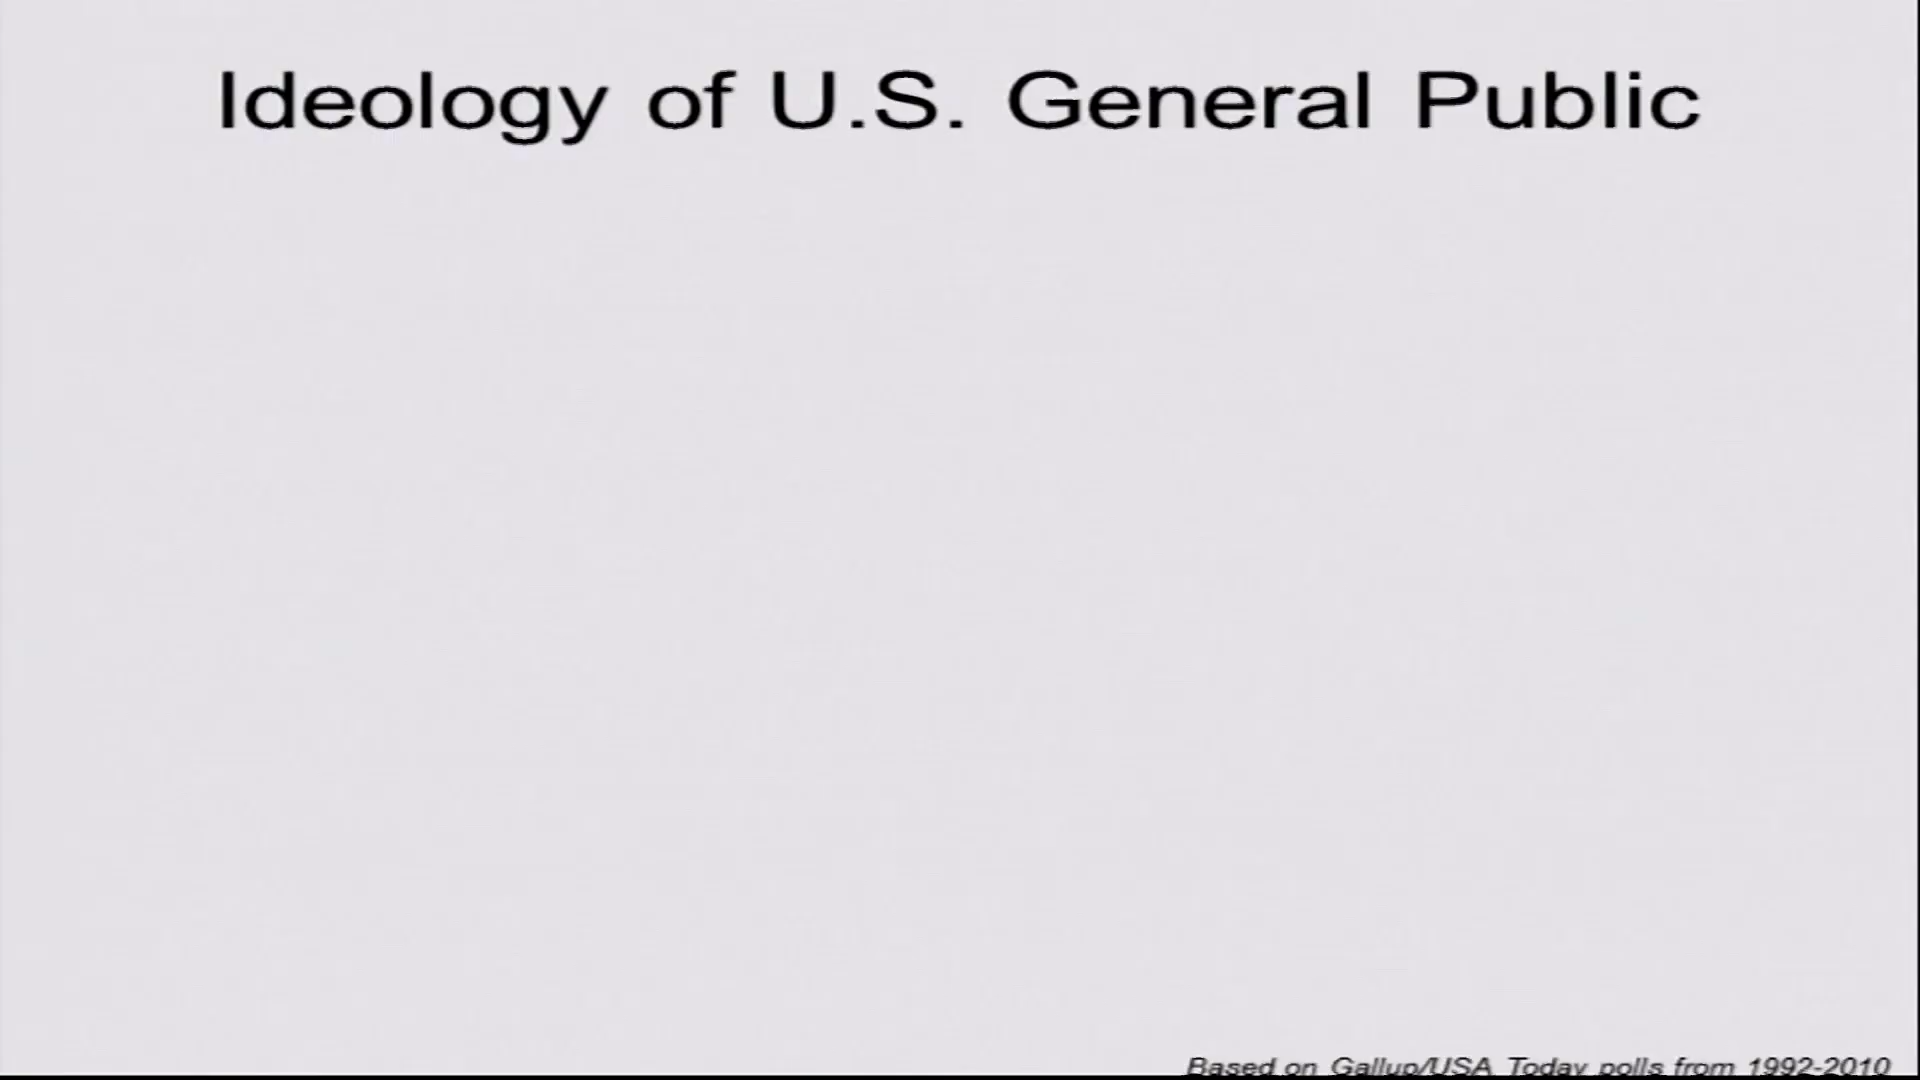 Ideology of U.S. General Public
Based on Gallup/USA Today polls from 1992-2010